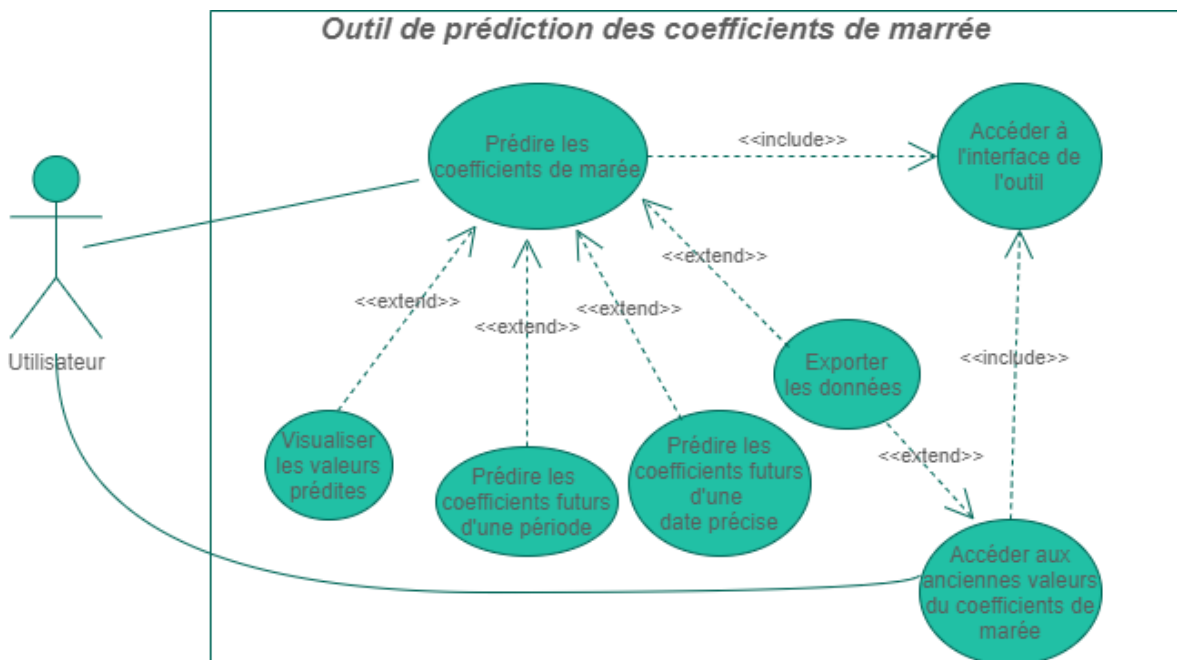 Outil de prédiction des coefficients de marrée
Prédire les
coefficients de marée
<<include>>
Accéder à
l'interface de
l'outil
Utilisateur
<<extend>>
<<extend>>
<<extend>>
<<extend>>
<<include>>
Exporter
les données
<<extend>>
Visualiser
les valeurs
prédites
Prédire les
coefficients futurs
d'une période
Prédire les
coefficients futurs
d'une
date précise
Accéder aux
anciennes valeurs
du coefficients de
marée